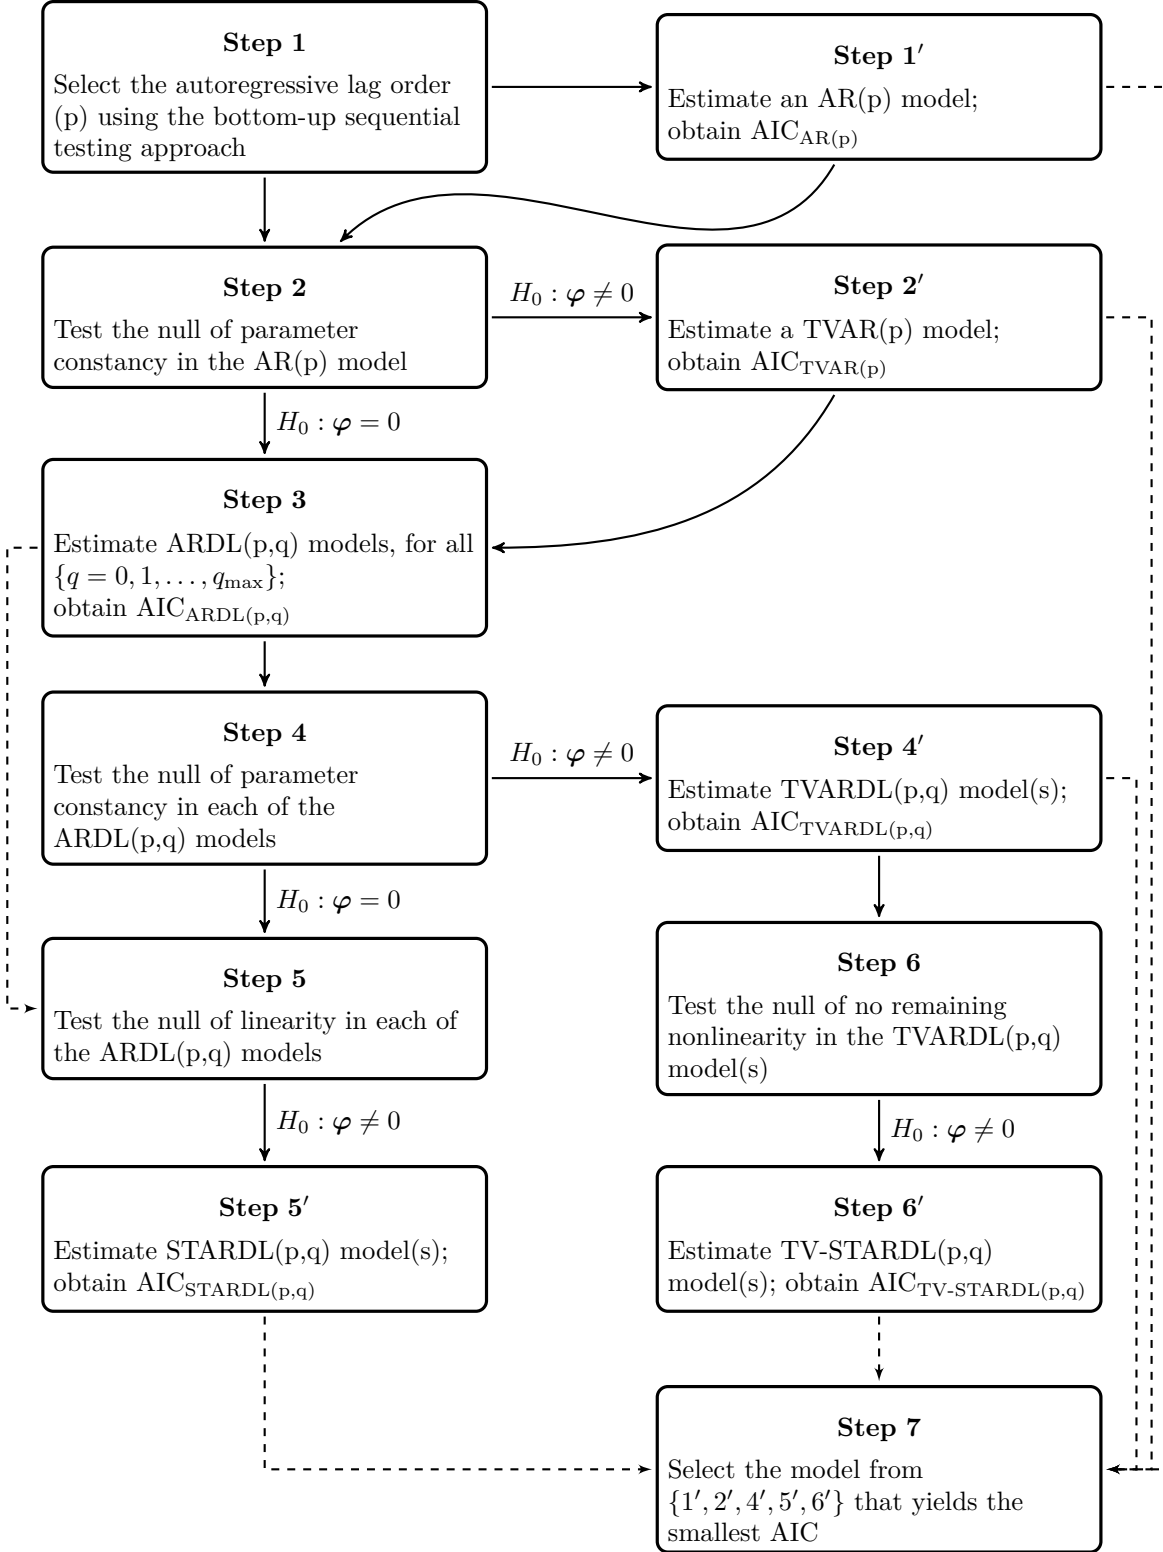 Step 1
Select the autoregressive lag order
(p) using the bottom-up sequential
testing approach
Step 1′
Estimate an AR(p) model;
obtain AIC_AR(p)
Step 2
Test the null of parameter
constancy in the AR(p) model
H₀ : φ ≠ 0
Step 2′
Estimate a TVAR(p) model;
obtain AIC_TVAR(p)
H₀ : φ = 0
Step 3
Estimate ARDL(p,q) models, for all
{q = 0, 1, . . . , q_max};
obtain AIC_ARDL(p,q)
Step 4
Test the null of parameter
constancy in each of the
ARDL(p,q) models
H₀ : φ ≠ 0
Step 4′
Estimate TVARDL(p,q) model(s);
obtain AIC_TVARDL(p,q)
H₀ : φ = 0
Step 5
Test the null of linearity in each of
the ARDL(p,q) models
Step 6
Test the null of no remaining
nonlinearity in the TVARDL(p,q)
model(s)
H₀ : φ ≠ 0
H₀ : φ ≠ 0
Step 5′
Estimate STARDL(p,q) model(s);
obtain AIC_STARDL(p,q)
Step 6′
Estimate TV-STARDL(p,q)
model(s); obtain AIC_TV-STARDL(p,q)
Step 7
Select the model from
{1′, 2′, 4′, 5′, 6′} that yields the
smallest AIC